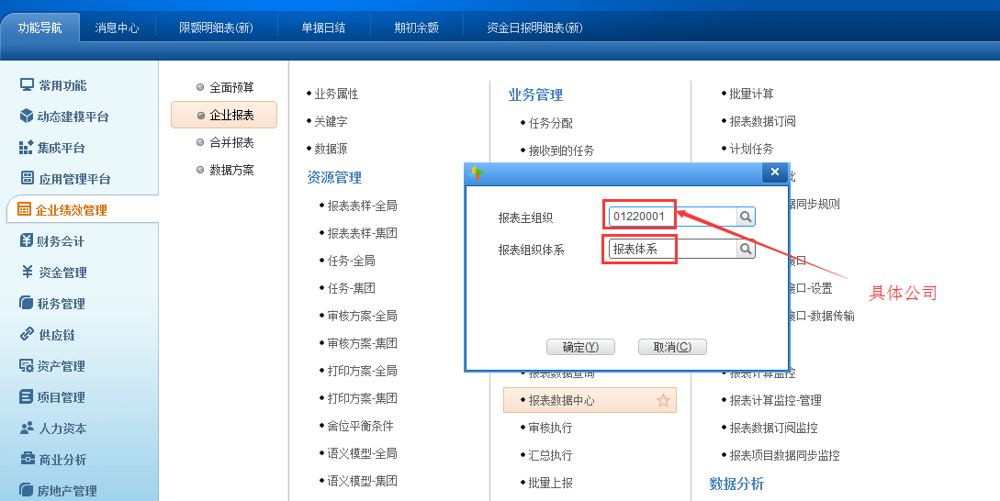 功能导航
消息中心
限额明细表(新)
单据日结
期初余额
资金日报明细表(新)
常用功能
动态建模平台
集成平台
应用管理平台
企业绩效管理
财务会计
资金管理
税务管理
供应链
资产管理
项目管理
人力资本
商业分析
房地产管理
全面预算
企业报表
合并报表
数据方案
业务属性
关键字
数据源
资源管理
报表表样-全局
报表表样-集团
任务-全局
任务-集团
审核方案-全局
审核方案-集团
打印方案-全局
打印方案-集团
舍位平衡条件
语义模型-全局
语义模型-集团
业务管理
任务分配
接收到的任务
报表主组织
01220001
报表组织体系
报表体系
确定(Y)
取消(C)
报表数据查询
报表数据中心
审核执行
汇总执行
批量上报
批量计算
报表数据订阅
计划任务
同步规则
接口
接口-设置
接口-数据传输
具体公司
报表计算监控
报表计算监控-管理
报表数据订阅监控
报表项目数据同步监控
数据分析